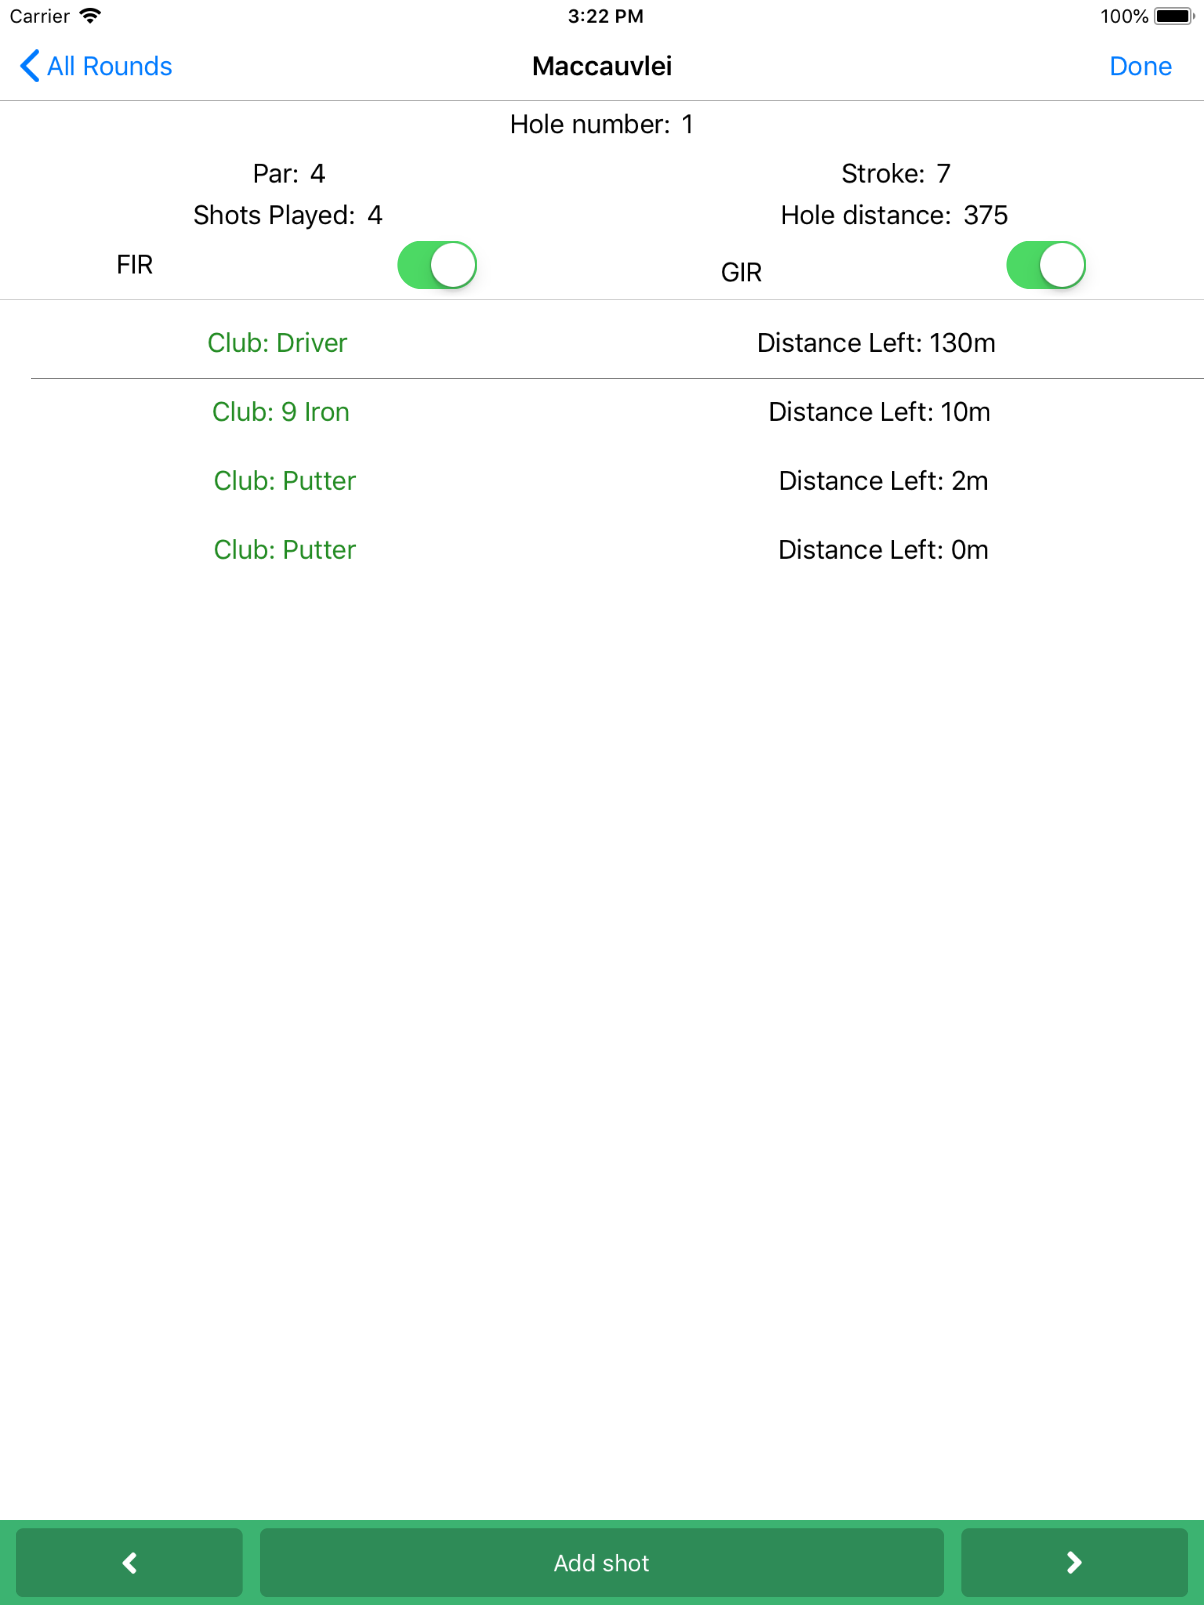 Carrier 3:22 PM 100%
All Rounds Maccauvlei Done
Hole number: 1
Par: 4 Stroke: 7
Shots Played: 4 Hole distance: 375
FIR GIR
Club: Driver Distance Left: 130m
Club: 9 Iron Distance Left: 10m
Club: Putter Distance Left: 2m
Club: Putter Distance Left: 0m
Add shot